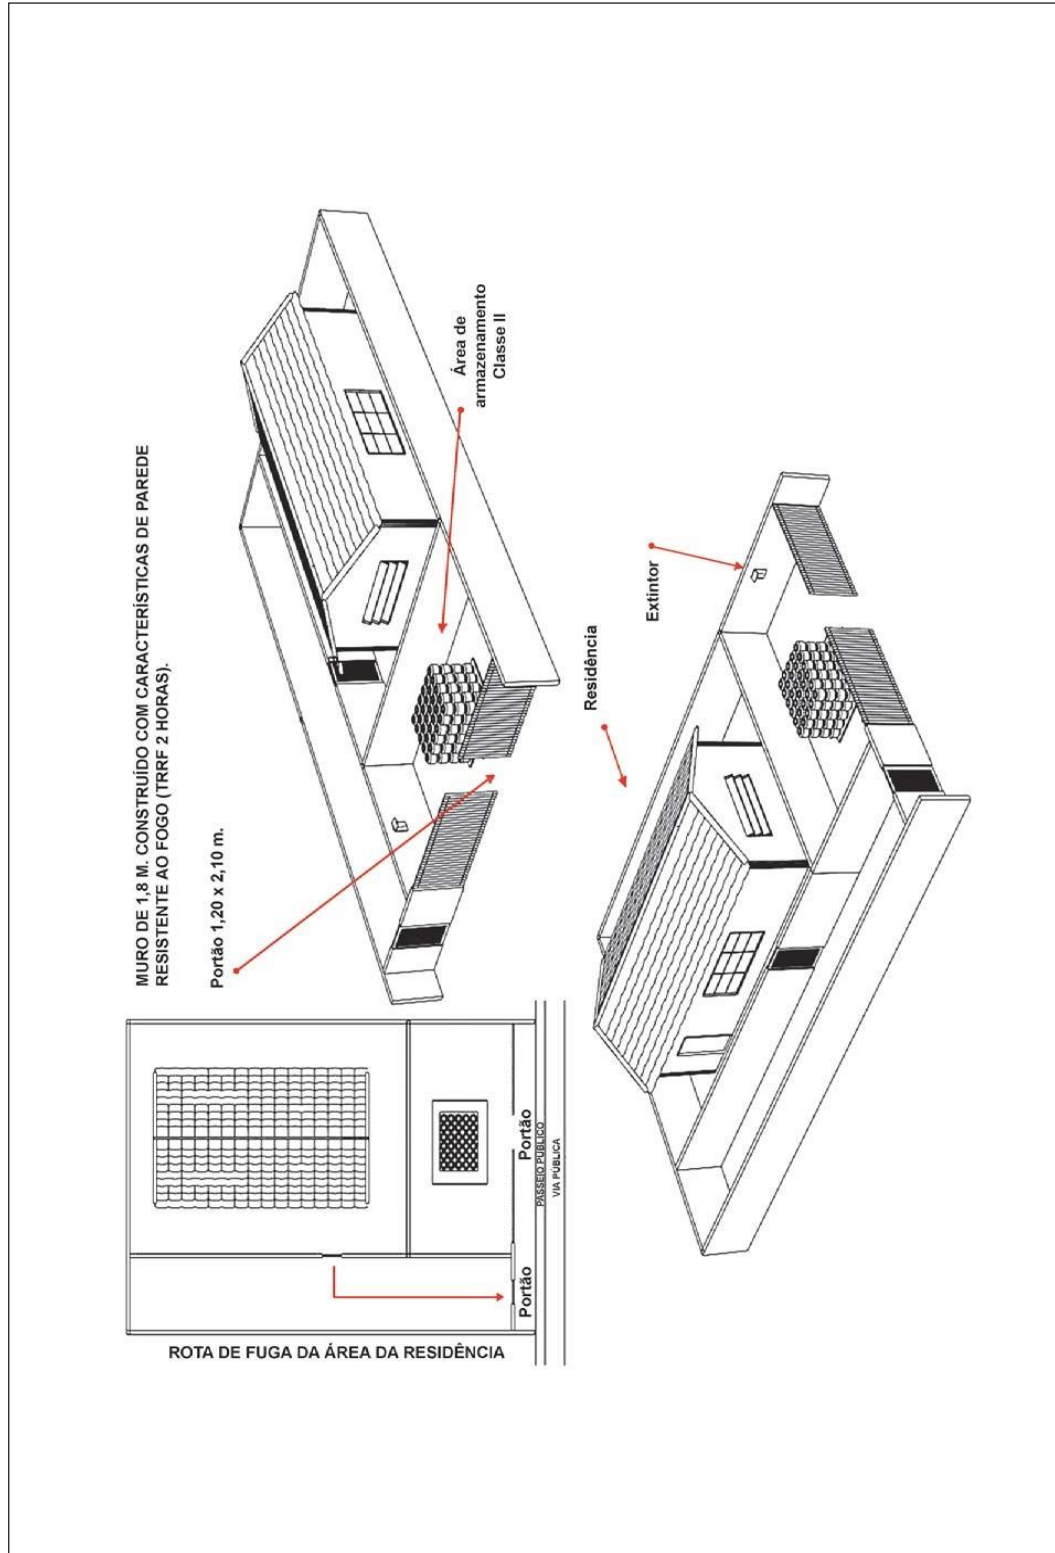 MURO DE 1,8 M. CONSTRUÍDO COM CARACTERÍSTICAS DE PAREDE
RESISTENTE AO FOGO (TRRF 2 HORAS).
Portão 1,20 x 2,10 m.
Área de
armazenamento
Classe II
Portão
Portão
PASSEIO PÚBLICO
VIA PÚBLICA
ROTA DE FUGA DA ÁREA DA RESIDÊNCIA
Residência
Extintor